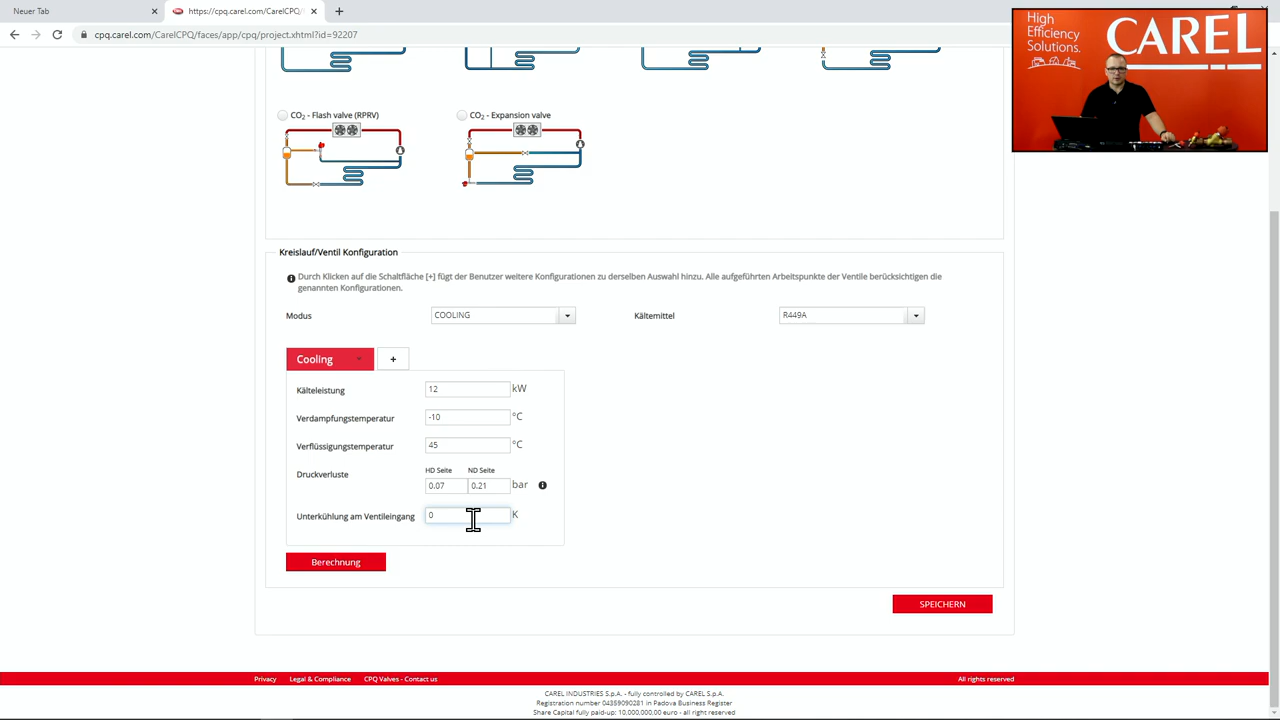 Neuer Tab
https://cpq.carel.com/CarelCPQ/
cpq.carel.com/CarelCPQ/faces/app/cpq/project.xhtml?id=92207
High
Efficiency
Solutions.
CAREL
CO2 - Flash valve (RPRV)
CO2 - Expansion valve
Kreislauf/Ventil Konfiguration
Durch Klicken auf die Schaltfläche [+] fügt der Benutzer weitere Konfigurationen zu derselben Auswahl hinzu. Alle aufgeführten Arbeitspunkte der Ventile berücksichtigen die
genannten Konfigurationen.
Modus COOLING Kältemittel R449A
Cooling +
Kälteleistung 12 kW
Verdampfungstemperatur -10 °C
Verflüssigungstemperatur 45 °C
HD Seite ND Seite
Druckverluste 0.07 0.21 bar
Unterkühlung am Ventileingang 0 K
Berechnung
SPEICHERN
Privacy Legal & Compliance CPQ Valves - Contact us All rights reserved
CAREL INDUSTRIES S.p.A. - fully controlled by CAREL S.p.A.
Registration number 04359090281 in Padova Business Register
Share Capital fully paid-up: 10,000,000.00 euro - all right reserved